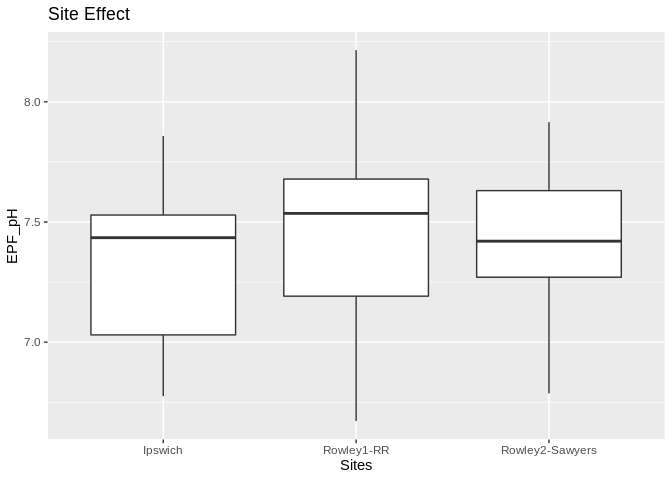 Site Effect
8.0
7.5
7.0
EPF_pH
Ipswich
Rowley1-RR
Rowley2-Sawyers
Sites